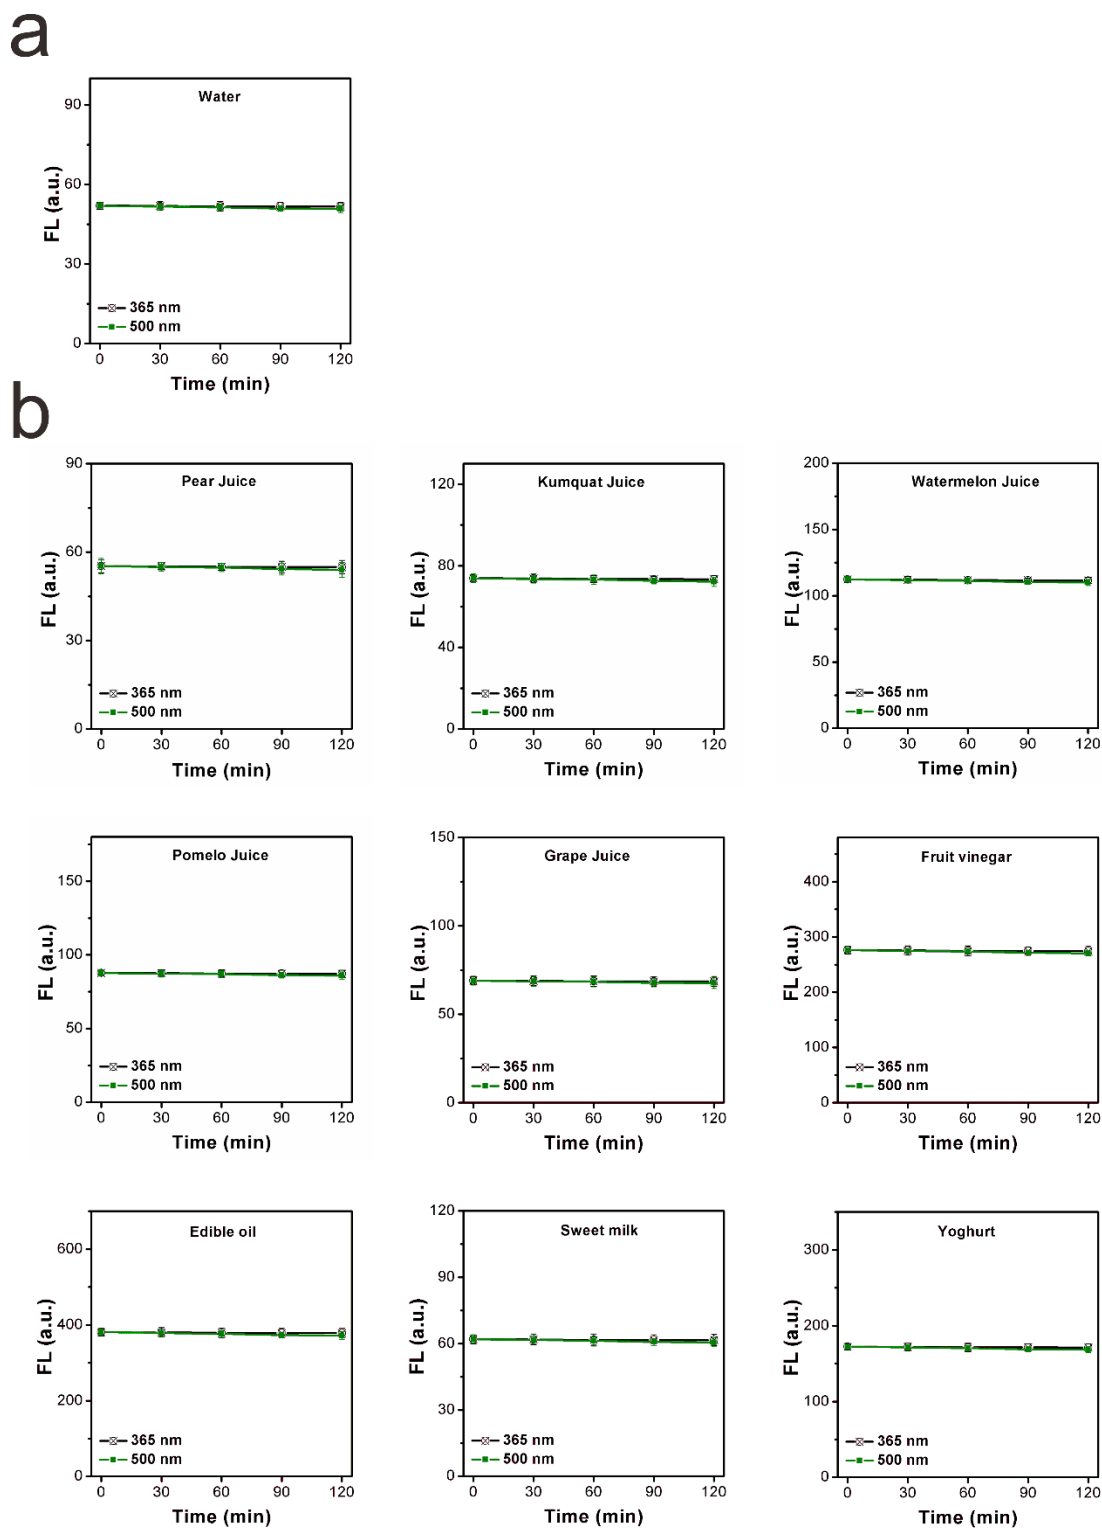 a
Water
90
60
30
0
FL (a.u.)
365 nm
500 nm
0 30 60 90 120
Time (min)
b
Pear Juice
90
60
30
0
FL (a.u.)
365 nm
500 nm
0 30 60 90 120
Time (min)
Kumquat Juice
120
80
40
0
FL (a.u.)
365 nm
500 nm
0 30 60 90 120
Time (min)
Watermelon Juice
200
150
100
50
0
FL (a.u.)
365 nm
500 nm
0 30 60 90 120
Time (min)
Pomelo Juice
150
100
50
0
FL (a.u.)
365 nm
500 nm
0 30 60 90 120
Time (min)
Grape Juice
150
100
50
0
FL (a.u.)
365 nm
500 nm
0 30 60 90 120
Time (min)
Fruit vinegar
400
300
200
100
0
FL (a.u.)
365 nm
500 nm
0 30 60 90 120
Time (min)
Edible oil
600
400
200
0
FL (a.u.)
365 nm
500 nm
0 30 60 90 120
Time (min)
Sweet milk
120
90
60
30
0
FL (a.u.)
365 nm
500 nm
0 30 60 90 120
Time (min)
Yoghurt
300
200
100
0
FL (a.u.)
365 nm
500 nm
0 30 60 90 120
Time (min)